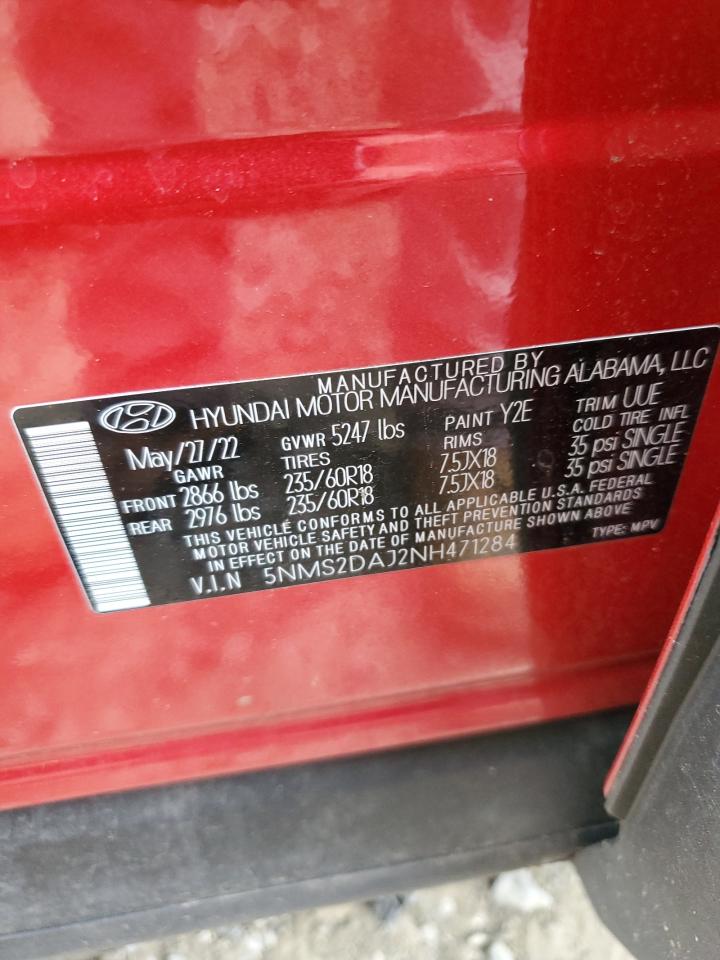 MANUFACTURED BY
HYUNDAI MOTOR MANUFACTURING ALABAMA, LLC
May/27/22 GVWR 5247 lbs PAINT Y2E TRIM UUE
GAWR TIRES RIMS COLD TIRE INFL
FRONT 2866 lbs 235/60R18 7.5JX18 35 psi SINGLE
REAR 2976 lbs 235/60R18 7.5JX18 35 psi SINGLE
THIS VEHICLE CONFORMS TO ALL APPLICABLE U.S.A. FEDERAL
MOTOR VEHICLE SAFETY AND THEFT PREVENTION STANDARDS
IN EFFECT ON THE DATE OF MANUFACTURE SHOWN ABOVE
V.I.N 5NMS2DAJ2NH471284 TYPE: MPV